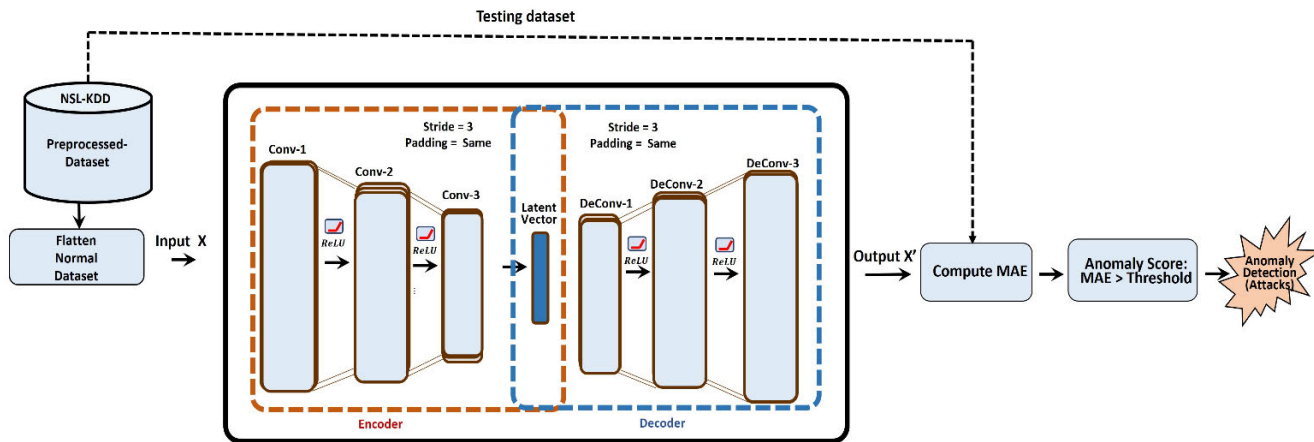 Testing dataset
NSL-KDD
Preprocessed-
Dataset
Flatten
Normal
Dataset
Input X
Stride = 3
Padding = Same
Conv-1
Conv-2
Conv-3
ReLU
ReLU
Latent
Vector
Encoder
Stride = 3
Padding = Same
DeConv-1
DeConv-2
DeConv-3
ReLU
ReLU
Decoder
Output X'
Compute MAE
Anomaly Score:
MAE > Threshold
Anomaly
Detection
(Attacks)